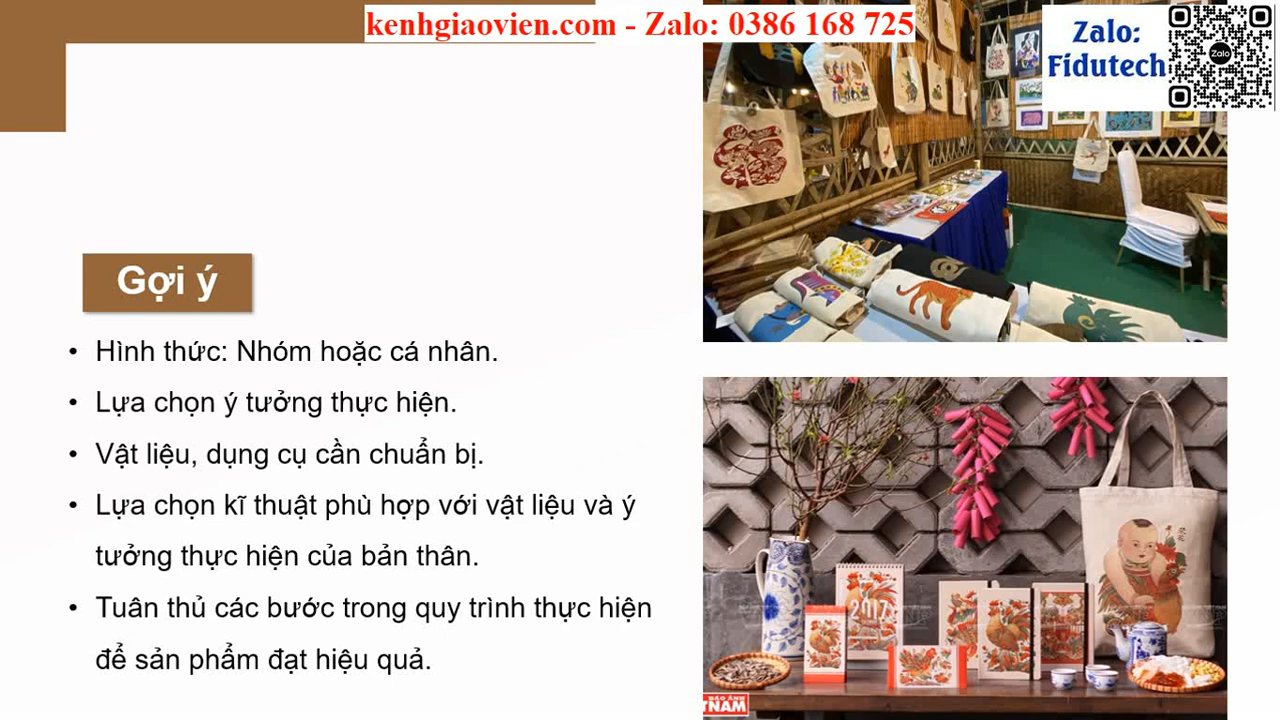 kenhgiaovien.com - Zalo: 0386 168 725
Zalo:
Fidutech
Zalo
Gợi ý
• Hình thức: Nhóm hoặc cá nhân.
• Lựa chọn ý tưởng thực hiện.
• Vật liệu, dụng cụ cần chuẩn bị.
• Lựa chọn kĩ thuật phù hợp với vật liệu và ý
tưởng thực hiện của bản thân.
• Tuân thủ các bước trong quy trình thực hiện
để sản phẩm đạt hiệu quả.
2017
BÁO ẢNH